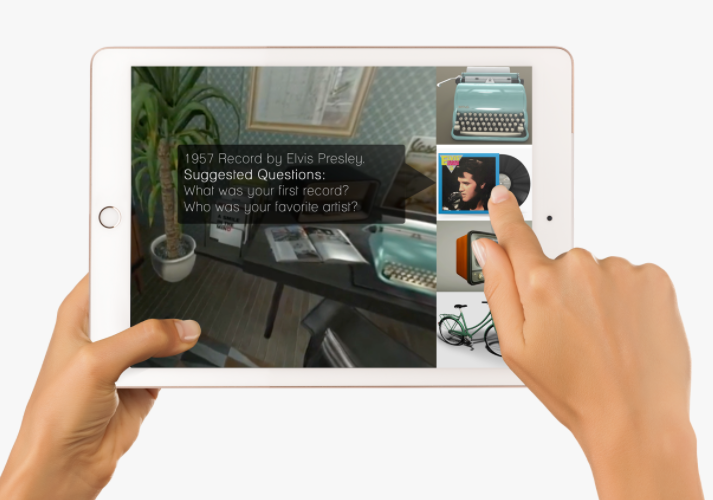 1957 Record by Elvis Presley.
Suggested Questions:
What was your first record?
Who was your favorite artist?